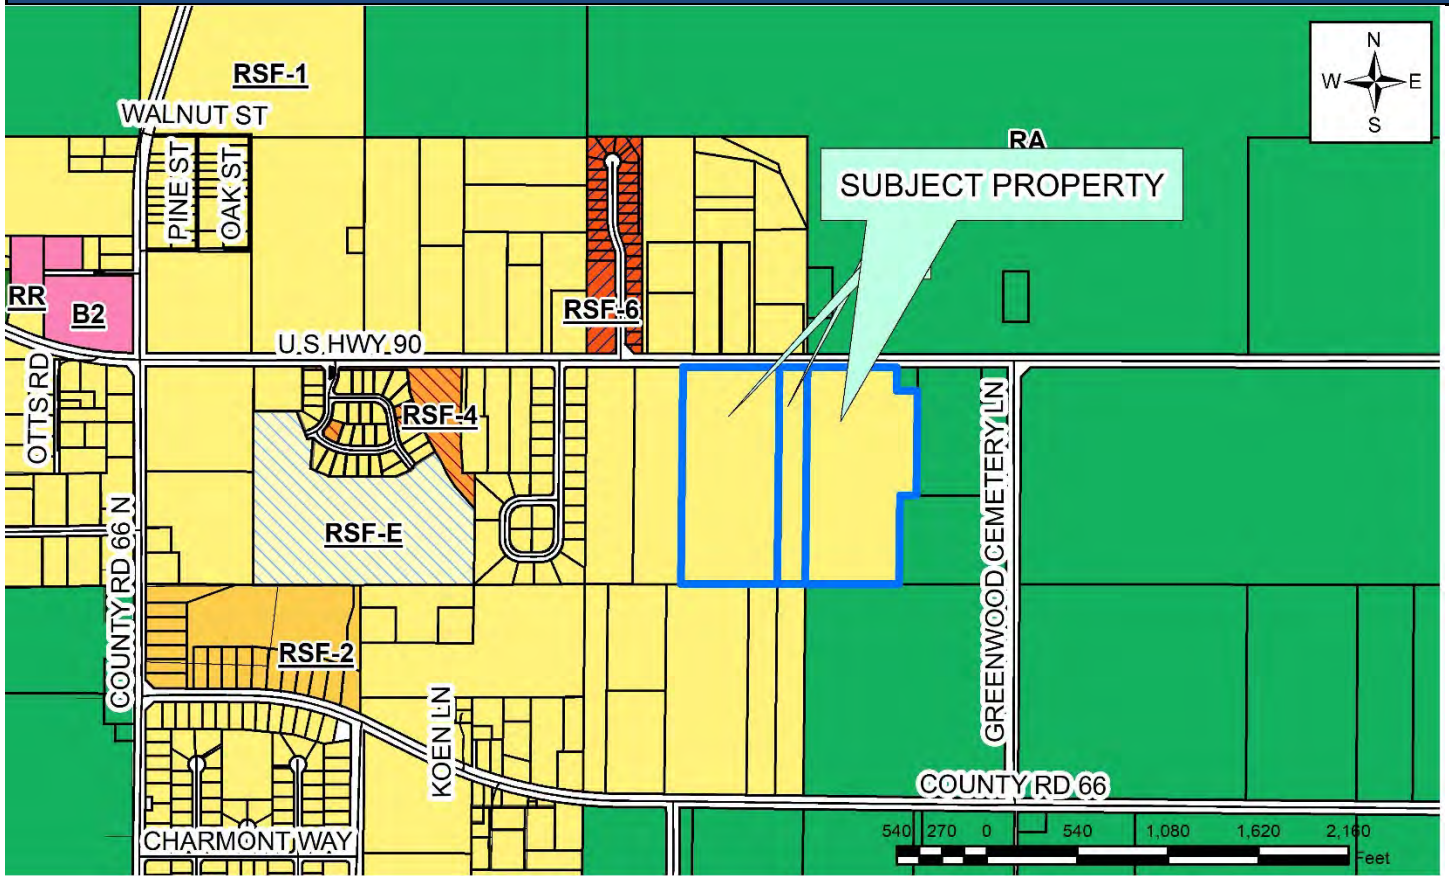 RSF-1
WALNUT ST
PINE ST
OAK ST
N
W
E
S
RA
SUBJECT PROPERTY
RR
B2
RSF-6
U.S HWY 90
OTTS RD
RSF-4
COUNTY RD 66 N
RSF-E
GREENWOOD CEMETERY LN
RSF-2
KOEN LN
COUNTY RD 66
CHARMONT WAY
540 270 0 540 1,080 1,620 2,160
Feet